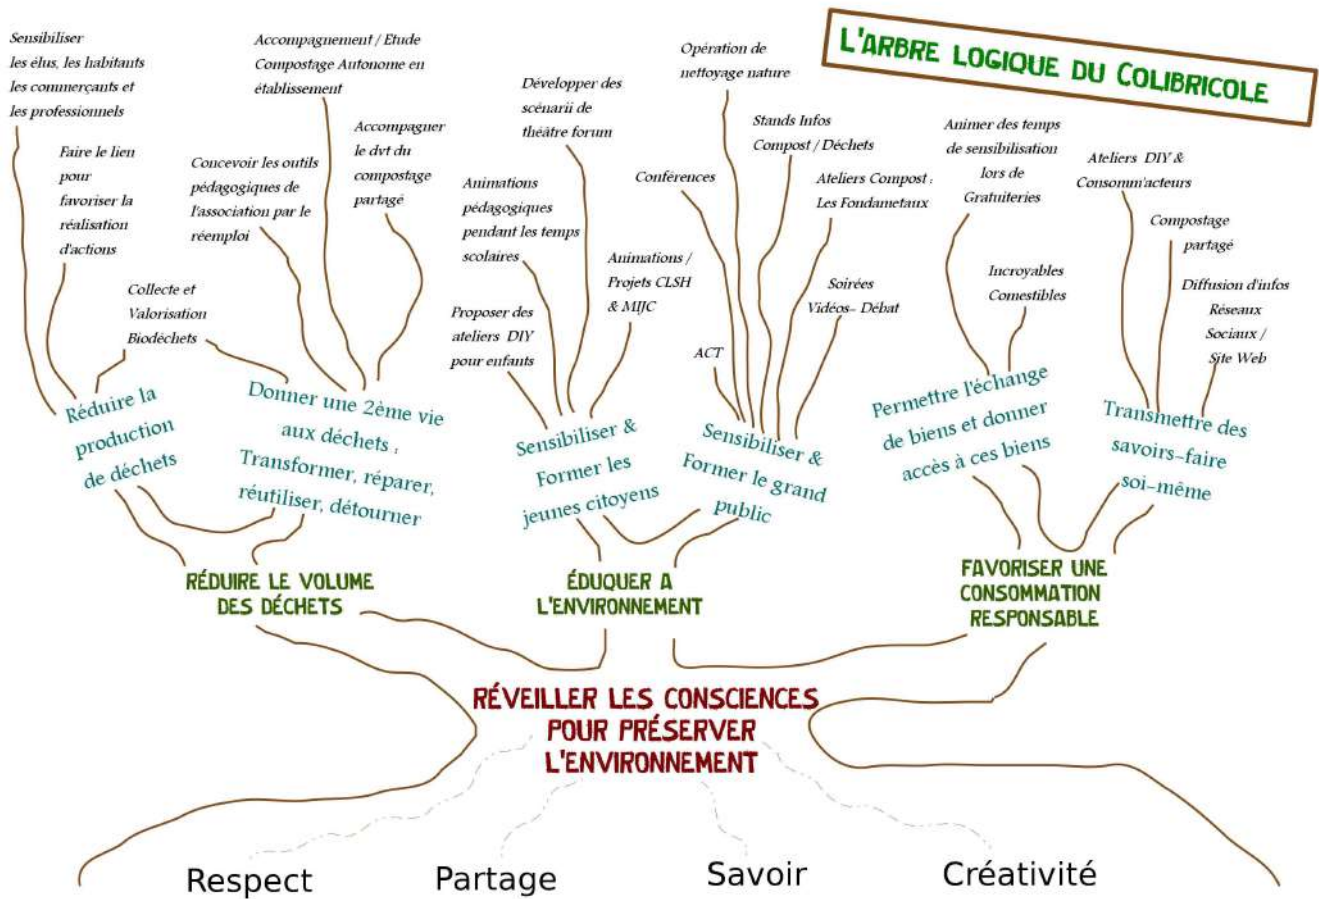 L'ARBRE LOGIQUE DU COLIBRICOLE
Sensibiliser
les élus, les habitants
les commerçants et
les professionnels
Faire le lien
pour
favoriser la
réalisation
d'actions
Collecte et
Valorisation
Biodéchets
Accompagnement / Etude
Compostage Autonome en
établissement
Concevoir les outils
pédagogiques de
l'association par le
réemploi
Accompagner
le dvt du
compostage
partagé
Développer des
scénarii de
théâtre forum
Animations
pédagogiques
pendant les temps
scolaires
Proposer des
ateliers DIY
pour enfants
Animations /
Projets CLSH
& MJC
Opération de
nettoyage nature
Conférences
Stands Infos
Compost / Déchets
Ateliers Compost :
Les Fondametaux
Soirées
Vidéos- Débat
ACT
Animer des temps
de sensibilisation
lors de
Gratuiteries
Incroyables
Comestibles
Ateliers DIY &
Consomm'acteurs
Compostage
partagé
Diffusion d'infos
Réseaux
Sociaux /
Site Web
Réduire la
production
de déchets
Donner une 2ème vie
aux déchets :
Transformer, réparer,
réutiliser, détourner
Sensibiliser &
Former les
jeunes citoyens
Sensibiliser &
Former le grand
public
Permettre l'échange
de biens et donner
accès à ces biens
Transmettre des
savoirs-faire
soi-même
RÉDUIRE LE VOLUME
DES DÉCHETS
ÉDUQUER A
L'ENVIRONNEMENT
FAVORISER UNE
CONSOMMATION
RESPONSABLE
RÉVEILLER LES CONSCIENCES
POUR PRÉSERVER
L'ENVIRONNEMENT
Respect
Partage
Savoir
Créativité